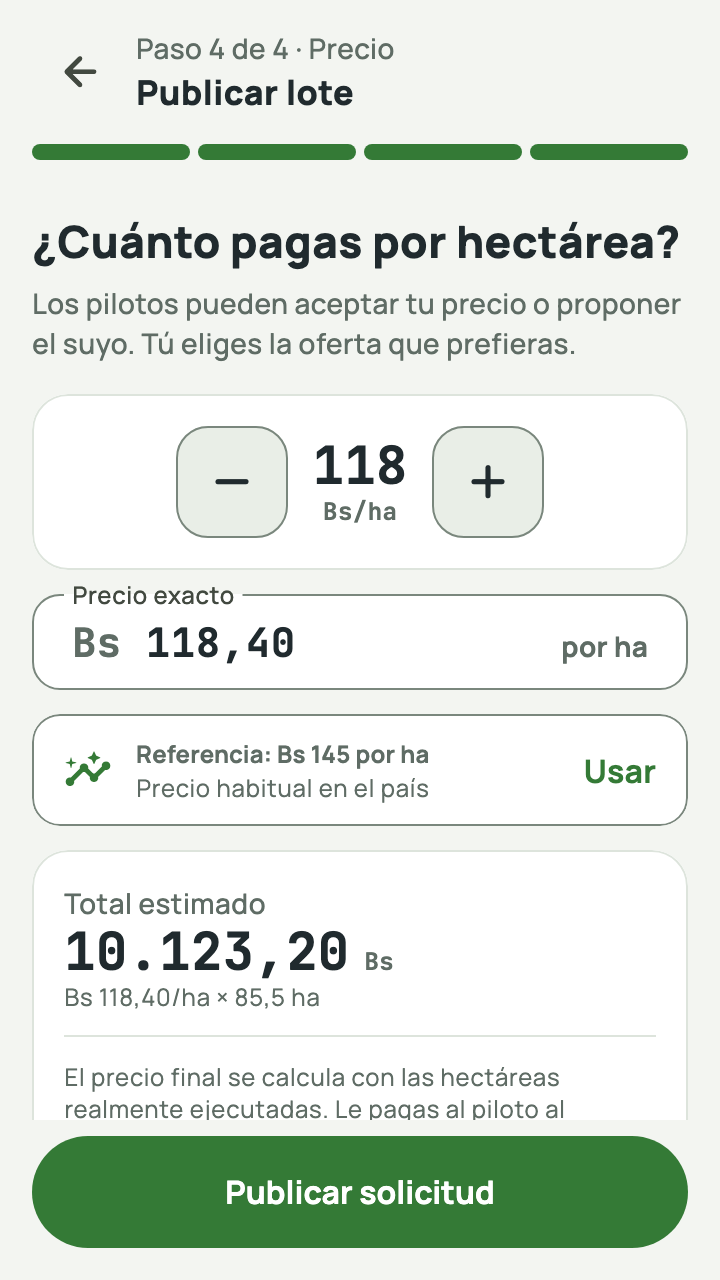 Paso 4 de 4 · Precio
Publicar lote
¿Cuánto pagas por hectárea?
Los pilotos pueden aceptar tu precio o proponer
el suyo. Tú eliges la oferta que prefieras.
118
Bs/ha
Precio exacto
Bs 118,40 por ha
Referencia: Bs 145 por ha
Precio habitual en el país
Usar
Total estimado
10.123,20 Bs
Bs 118,40/ha × 85,5 ha
El precio final se calcula con las hectáreas
realmente ejecutadas. Le pagas al piloto al
Publicar solicitud